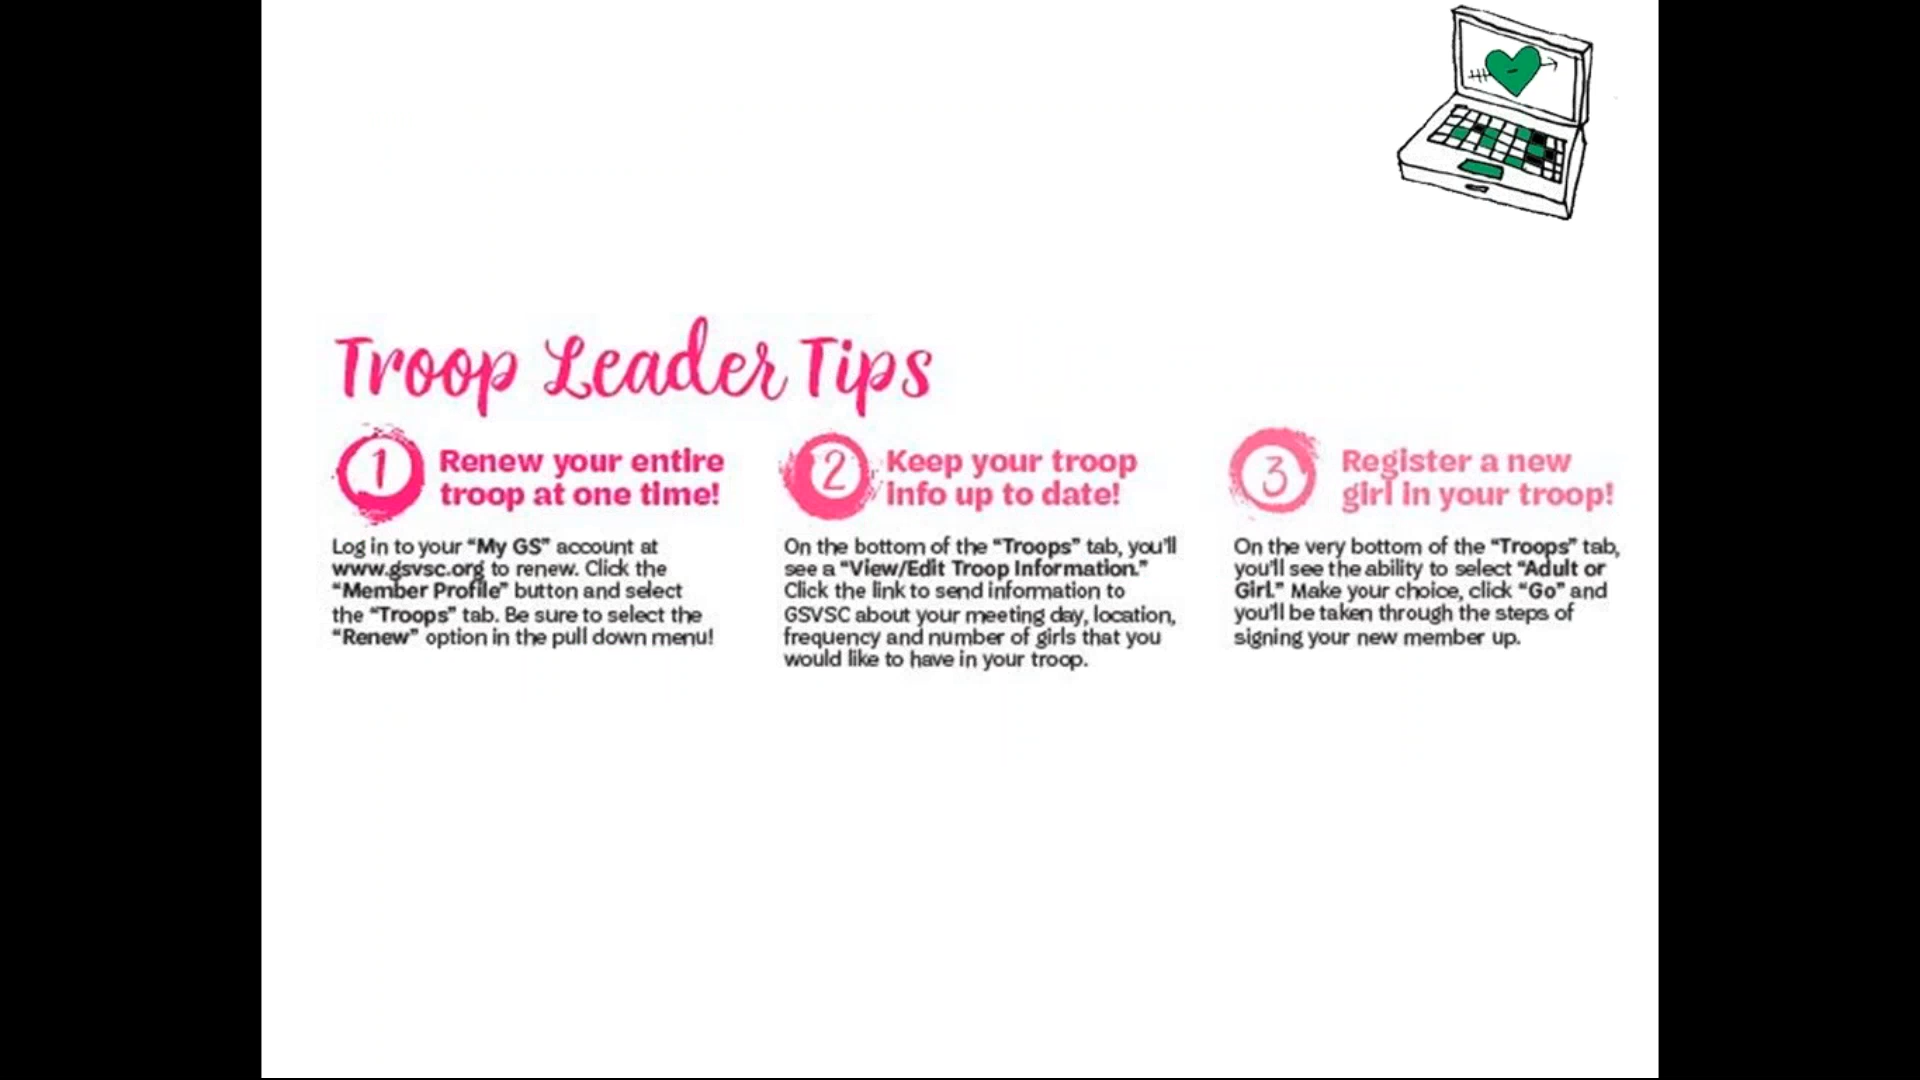 Troop Leader Tips
1
Renew your entire
troop at one time!
Log in to your “My GS” account at
www.gsvsc.org to renew. Click the
“Member Profile” button and select
the “Troops” tab. Be sure to select the
“Renew” option in the pull down menu!
2
Keep your troop
info up to date!
On the bottom of the “Troops” tab, you’ll
see a “View/Edit Troop Information.”
Click the link to send information to
GSVSC about your meeting day, location,
frequency and number of girls that you
would like to have in your troop.
3
Register a new
girl in your troop!
On the very bottom of the “Troops” tab,
you’ll see the ability to select “Adult or
Girl.” Make your choice, click “Go” and
you’ll be taken through the steps of
signing your new member up.